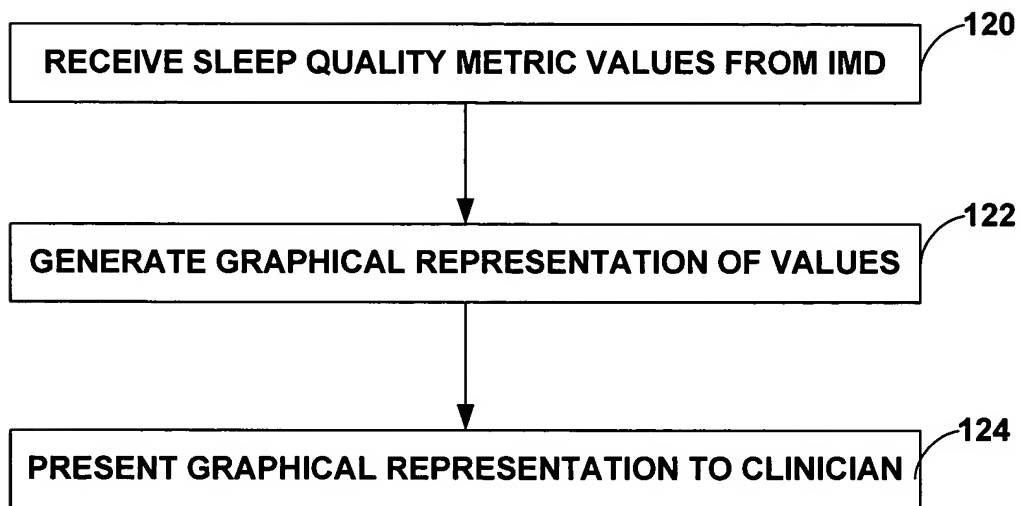 120
RECEIVE SLEEP QUALITY METRIC VALUES FROM IMD
122
GENERATE GRAPHICAL REPRESENTATION OF VALUES
124
PRESENT GRAPHICAL REPRESENTATION TO CLINICIAN